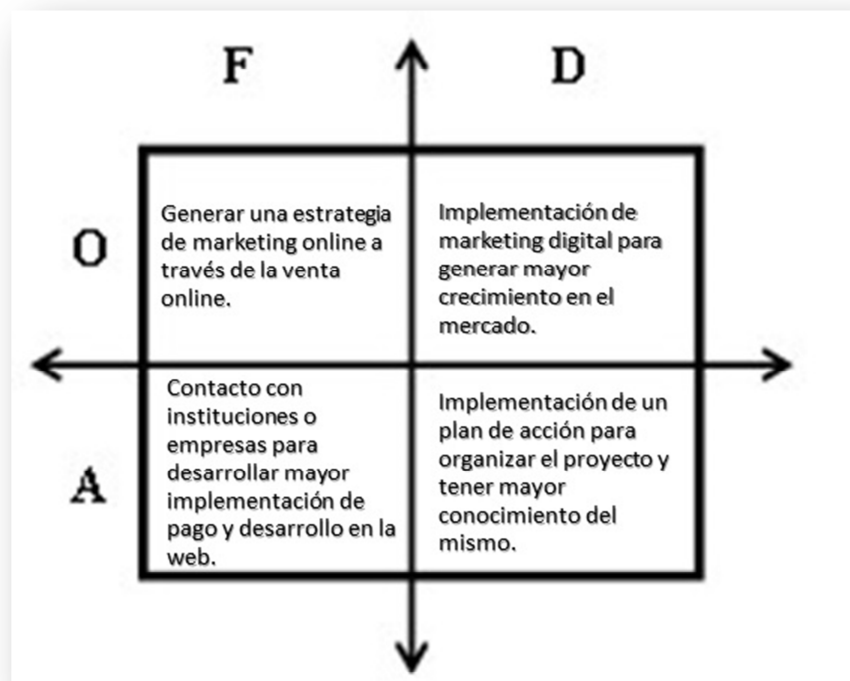 F
D
O
Generar una estrategia
de marketing online a
través de la venta
online.
Implementación de
marketing digital para
generar mayor
crecimiento en el
mercado.
A
Contacto con
instituciones o
empresas para
desarrollar mayor
implementación de
pago y desarrollo en la
web.
Implementación de un
plan de acción para
organizar el proyecto y
tener mayor
conocimiento del
mismo.